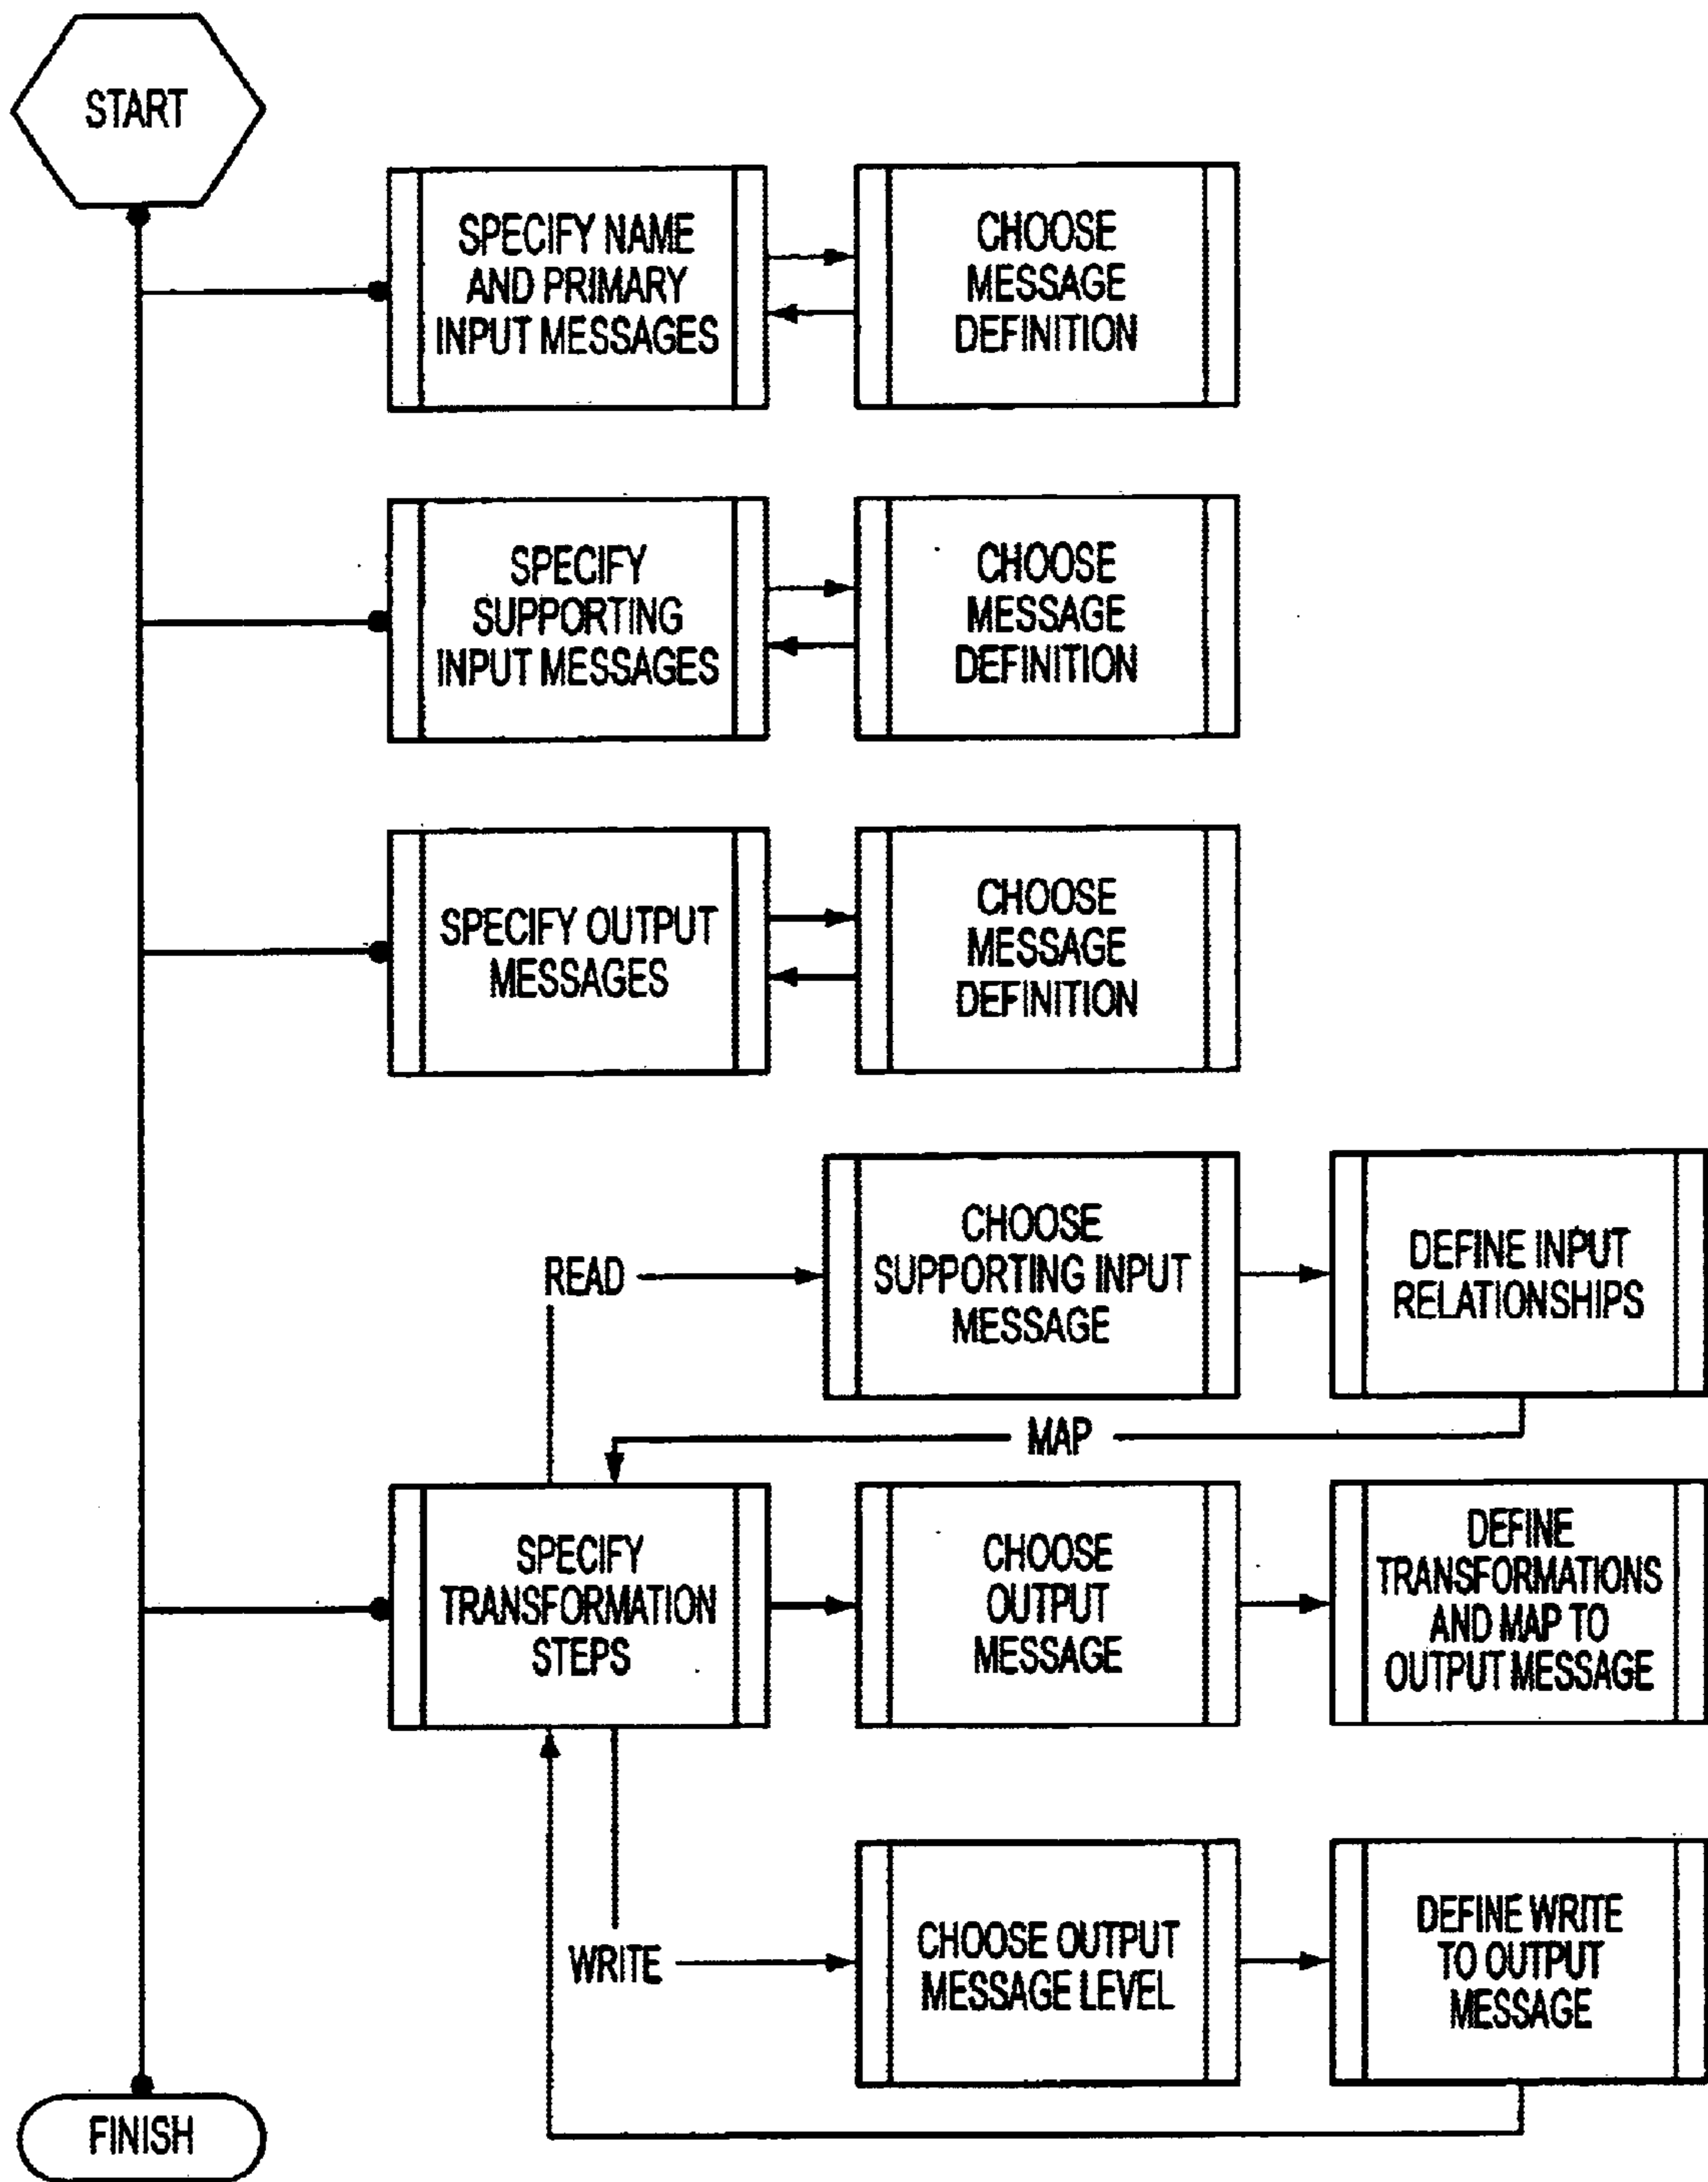 START
SPECIFY NAME
AND PRIMARY
INPUT MESSAGES
CHOOSE
MESSAGE
DEFINITION
SPECIFY
SUPPORTING
INPUT MESSAGES
CHOOSE
MESSAGE
DEFINITION
SPECIFY OUTPUT
MESSAGES
CHOOSE
MESSAGE
DEFINITION
READ
CHOOSE
SUPPORTING INPUT
MESSAGE
DEFINE INPUT
RELATIONSHIPS
MAP
SPECIFY
TRANSFORMATION
STEPS
CHOOSE
OUTPUT
MESSAGE
DEFINE
TRANSFORMATIONS
AND MAP TO
OUTPUT MESSAGE
WRITE
CHOOSE OUTPUT
MESSAGE LEVEL
DEFINE WRITE
TO OUTPUT
MESSAGE
FINISH